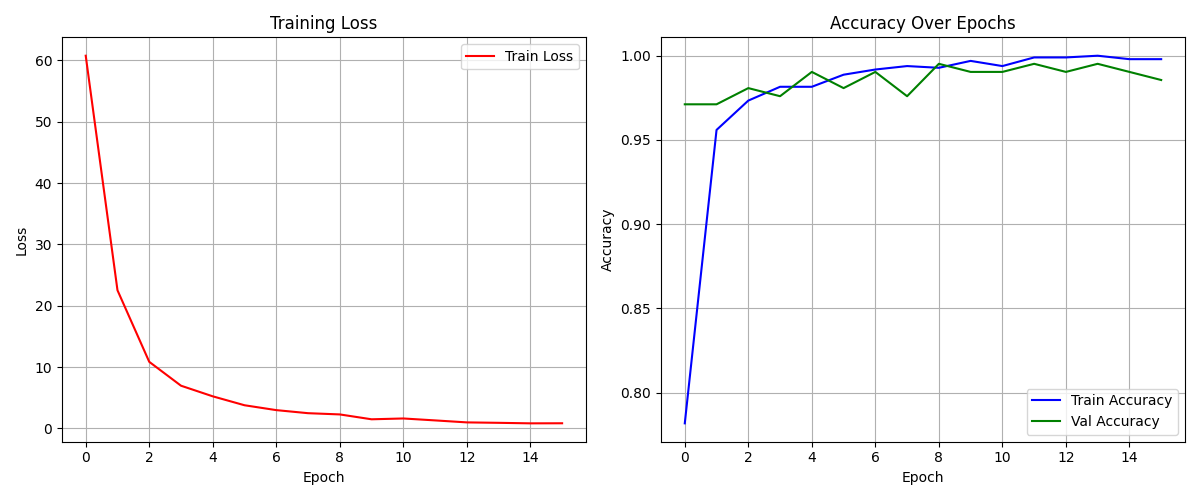 Training Loss
Train Loss
60
50
40
30
20
10
0
Loss
0 2 4 6 8 10 12 14
Epoch
Accuracy Over Epochs
1.00
0.95
0.90
0.85
0.80
Accuracy
Train Accuracy
Val Accuracy
0 2 4 6 8 10 12 14
Epoch